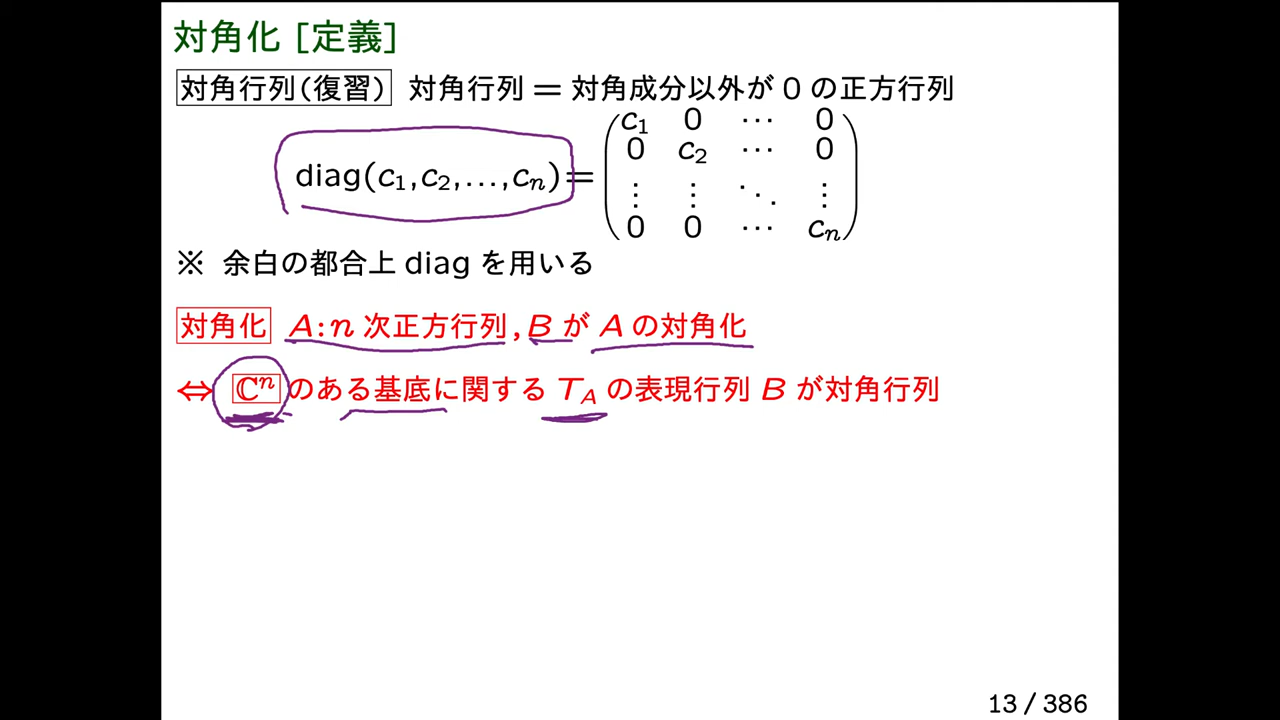 対角化 [定義]
対角行列(復習) 対角行列 = 対角成分以外が 0 の正方行列
diag(c₁,c₂,…,cₙ) =
c₁ 0 ⋯ 0
0 c₂ ⋯ 0
⋮ ⋮ ⋱ ⋮
0 0 ⋯ cₙ
※ 余白の都合上 diag を用いる
対角化 A:n 次正方行列, B が A の対角化
⇔ ℂⁿ のある基底に関する T_A の表現行列 B が対角行列
13 / 386